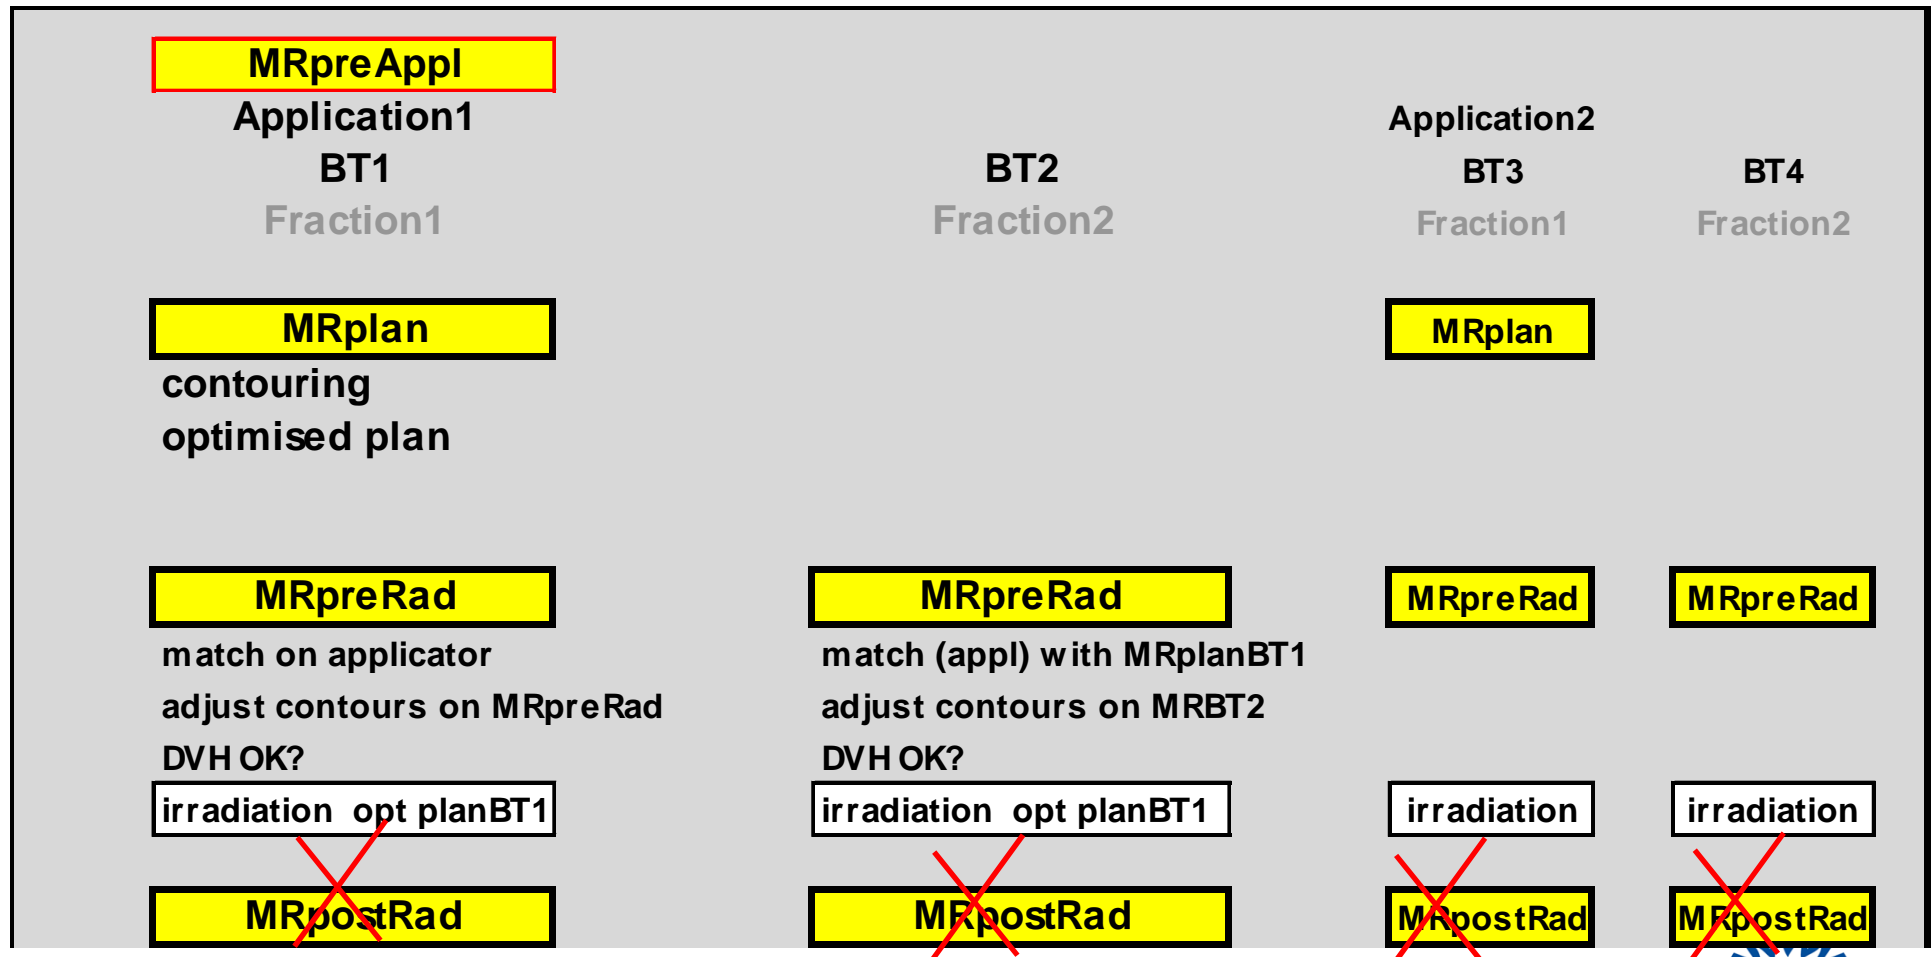 MRpreAppl
Application1 Application2
BT1 BT2 BT3 BT4
Fraction1 Fraction2 Fraction1 Fraction2
MRplan MRplan
contouring
optimised plan
MRpreRad MRpreRad MRpreRad MRpreRad
match on applicator match (appl) with MRplanBT1
adjust contours on MRpreRad adjust contours on MRBT2
DVH OK? DVH OK?
irradiation opt planBT1 irradiation opt planBT1 irradiation irradiation
MRpostRad MRpostRad MRpostRad MRpostRad